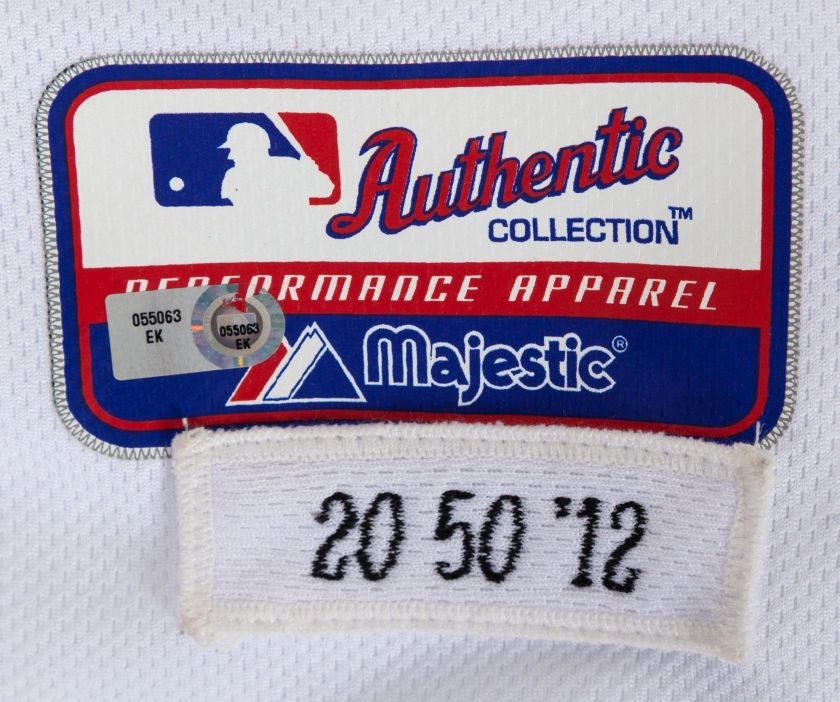 Authentic
COLLECTION™
PERFORMANCE APPAREL
055063
EK
055063
EK
Majestic®
20 50 '12